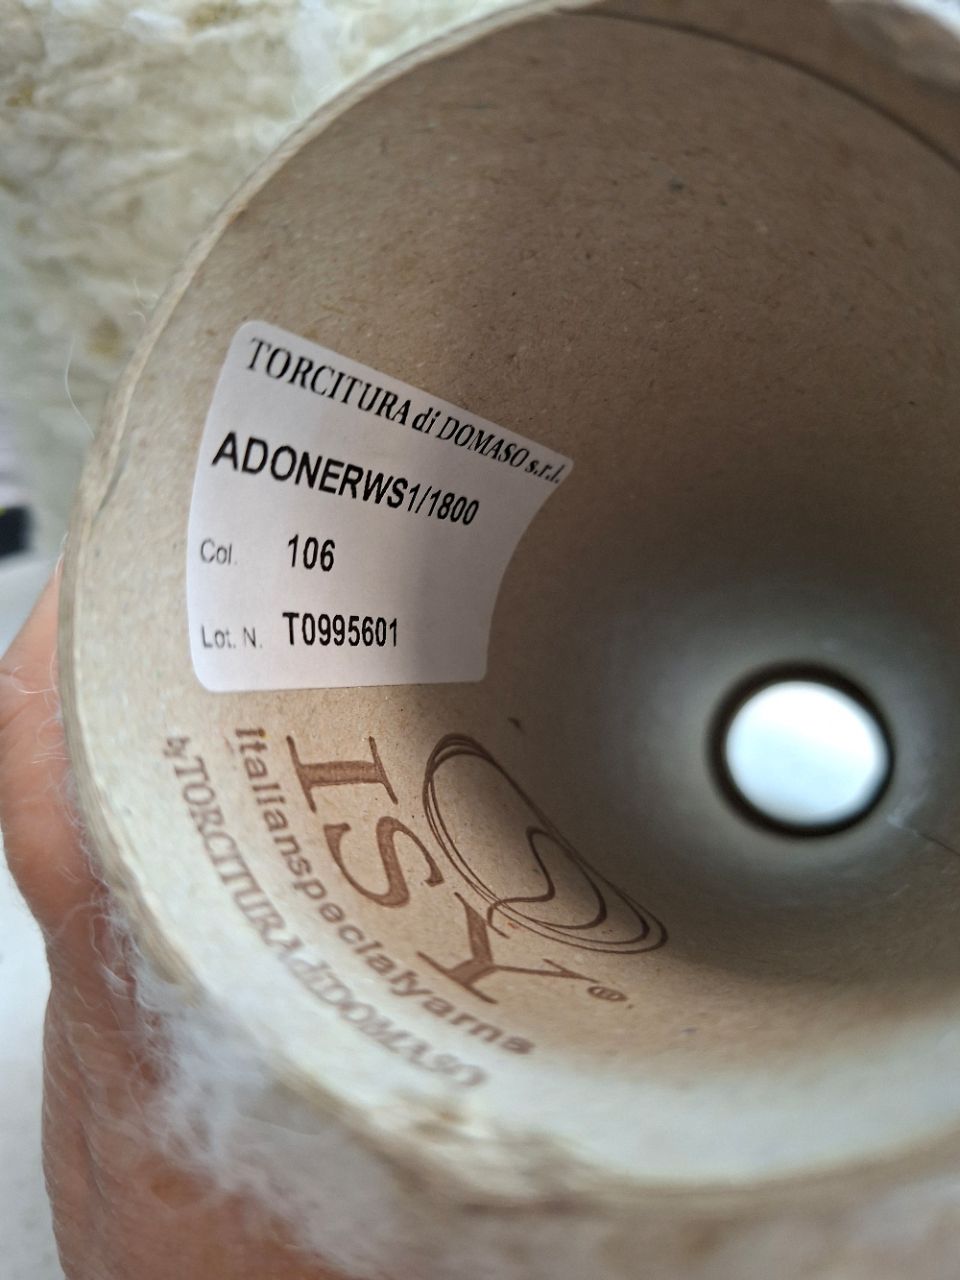 TORCITURA di DOMASO s.r.l.
ADONERWS1/1800
Col. 106
Lot. N. T0995601
ISY®
Italianspecialyarns
by TORCITURA di DOMASO